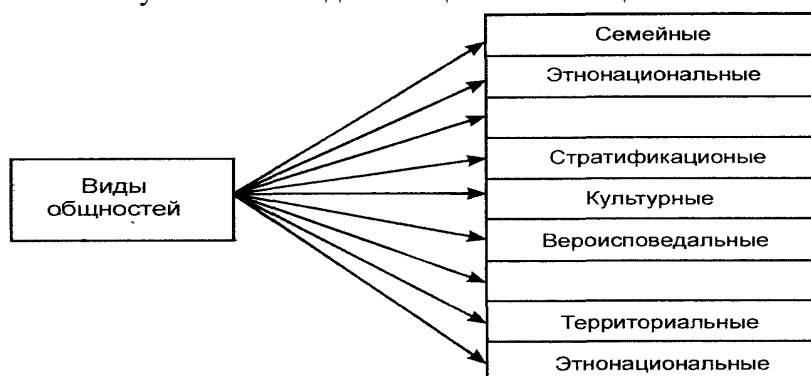 Виды
общностей
Семейные
Этнонациональные
Стратификационые
Культурные
Вероисповедальные
Территориальные
Этнонациональные